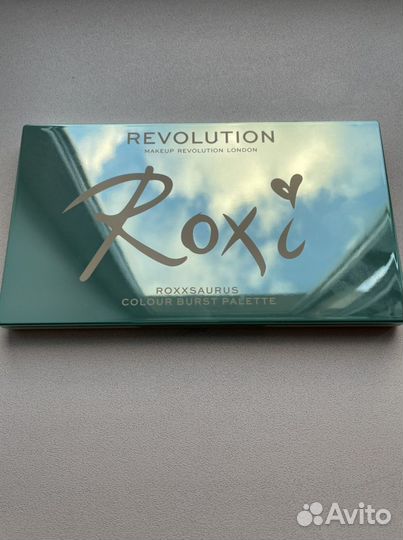 REVOLUTION
MAKEUP REVOLUTION LONDON
Roxi
ROXXSAURUS
COLOUR BURST PALETTE
Avito